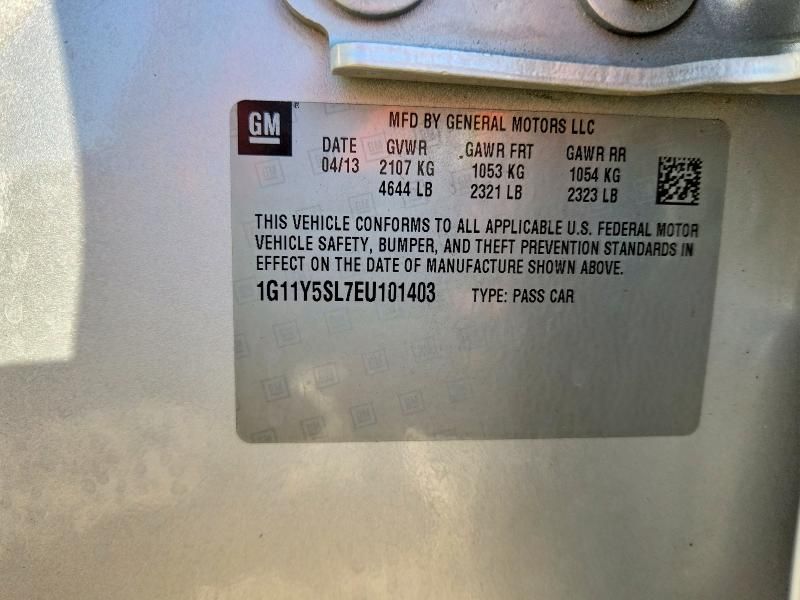 GM
MFD BY GENERAL MOTORS LLC
DATE GVWR GAWR FRT GAWR RR
04/13 2107 KG 1053 KG 1054 KG
4644 LB 2321 LB 2323 LB
THIS VEHICLE CONFORMS TO ALL APPLICABLE U.S. FEDERAL MOTOR
VEHICLE SAFETY, BUMPER, AND THEFT PREVENTION STANDARDS IN
EFFECT ON THE DATE OF MANUFACTURE SHOWN ABOVE.
1G11Y5SL7EU101403 TYPE: PASS CAR